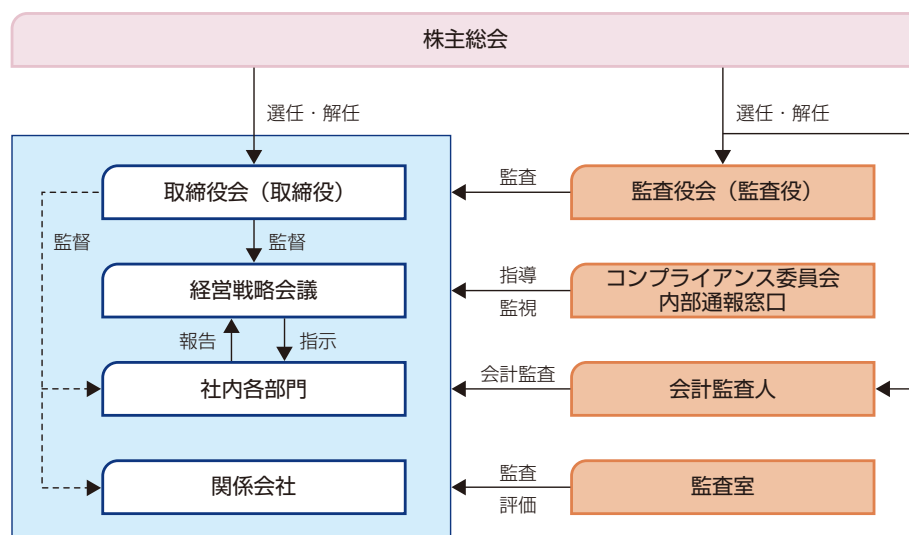 株主総会
選任・解任
選任・解任
取締役会（取締役）
監査
監査役会（監査役）
監督
監督
経営戦略会議
指導
監視
コンプライアンス委員会
内部通報窓口
報告
指示
社内各部門
会計監査
会計監査人
関係会社
監査
評価
監査室